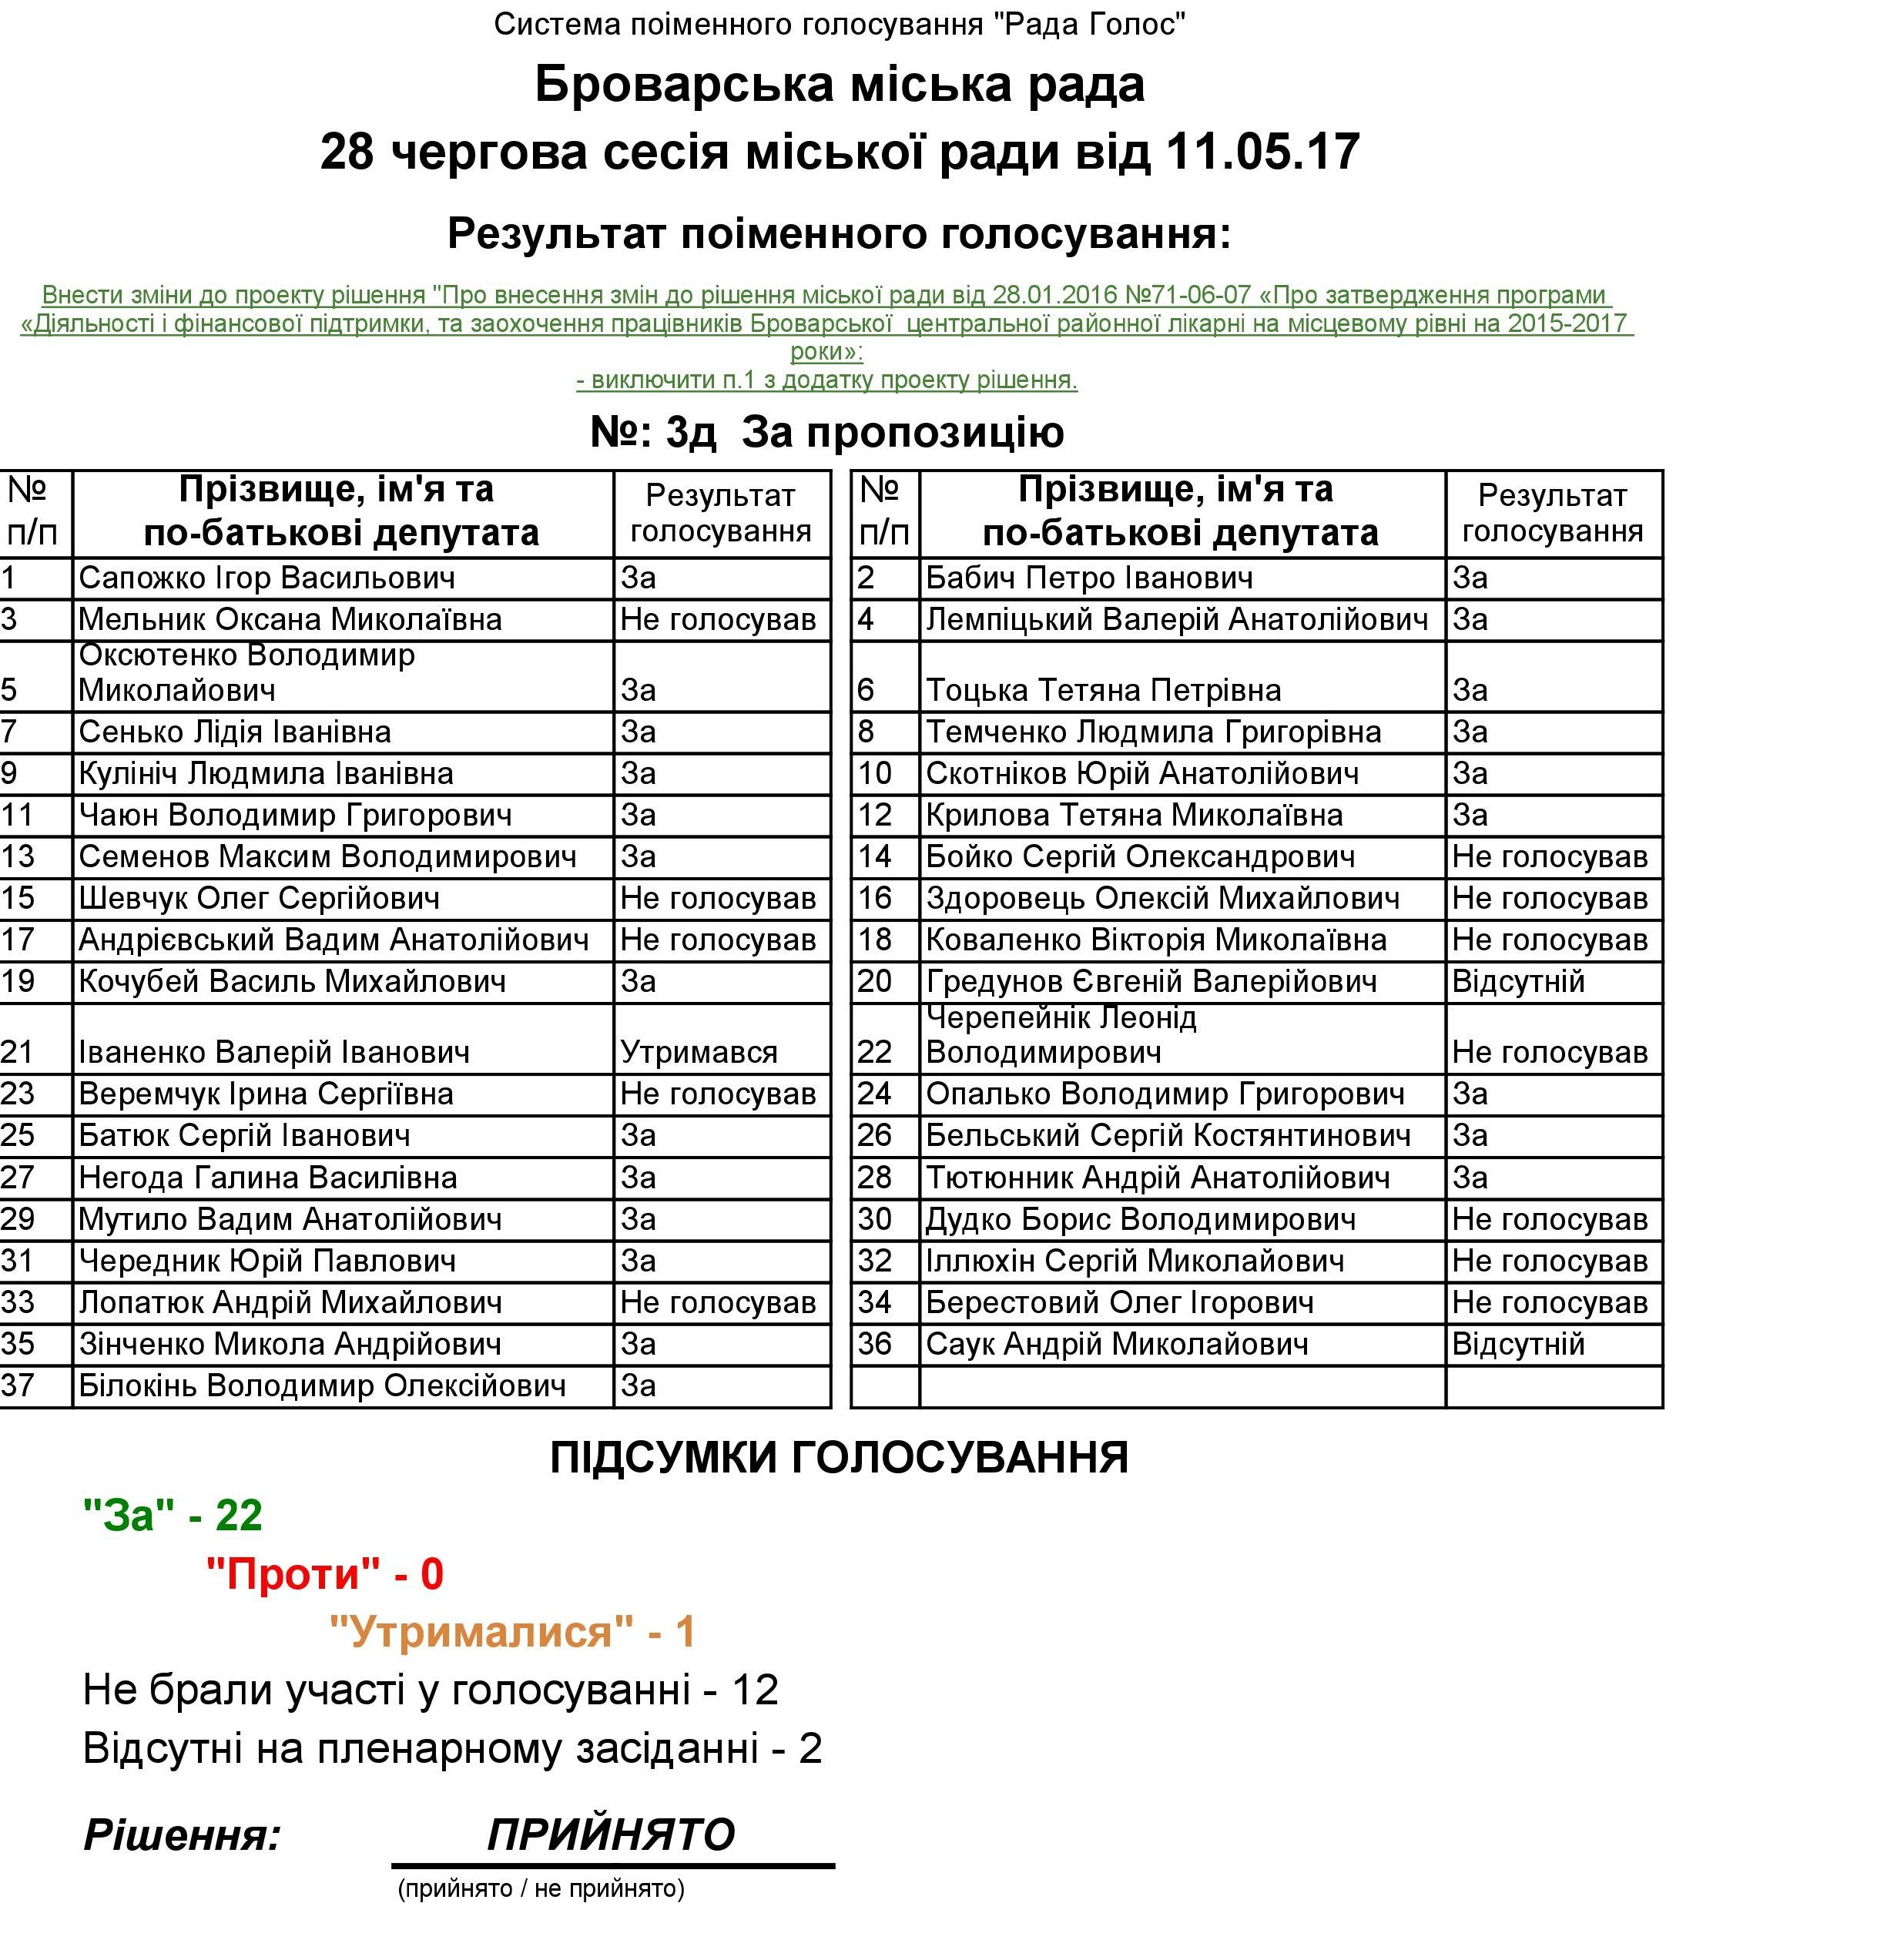 Система поіменного голосування "Рада Голос"
Броварська міська рада
28 чергова сесія міської ради від 11.05.17
Результат поіменного голосування:
Внести зміни до проекту рішення "Про внесення змін до рішення міської ради від 28.01.2016 №71-06-07 «Про затвердження програми
«Діяльності і фінансової підтримки, та заохочення працівників Броварської центральної районної лікарні на місцевому рівні на 2015-2017
роки»:
- виключити п.1 з додатку проекту рішення.
№: 3д За пропозицію
№ п/п Прізвище, ім'я та по-батькові депутата Результат голосування № п/п Прізвище, ім'я та по-батькові депутата Результат голосування
1 Сапожко Ігор Васильович За 2 Бабич Петро Іванович За
3 Мельник Оксана Миколаївна Не голосував 4 Лемпіцький Валерій Анатолійович За
5 Оксютенко Володимир Миколайович За 6 Тоцька Тетяна Петрівна За
7 Сенько Лідія Іванівна За 8 Темченко Людмила Григорівна За
9 Кулініч Людмила Іванівна За 10 Скотніков Юрій Анатолійович За
11 Чаюн Володимир Григорович За 12 Крилова Тетяна Миколаївна За
13 Семенов Максим Володимирович За 14 Бойко Сергій Олександрович Не голосував
15 Шевчук Олег Сергійович Не голосував 16 Здоровець Олексій Михайлович Не голосував
17 Андрієвський Вадим Анатолійович Не голосував 18 Коваленко Вікторія Миколаївна Не голосував
19 Кочубей Василь Михайлович За 20 Гредунов Євгеній Валерійович Відсутній
21 Іваненко Валерій Іванович Утримався 22 Черепейнік Леонід Володимирович Не голосував
23 Веремчук Ірина Сергіївна Не голосував 24 Опалько Володимир Григорович За
25 Батюк Сергій Іванович За 26 Бельський Сергій Костянтинович За
27 Негода Галина Василівна За 28 Тютюнник Андрій Анатолійович За
29 Мутило Вадим Анатолійович За 30 Дудко Борис Володимирович Не голосував
31 Чередник Юрій Павлович За 32 Іллюхін Сергій Миколайович Не голосував
33 Лопатюк Андрій Михайлович Не голосував 34 Берестовий Олег Ігорович Не голосував
35 Зінченко Микола Андрійович За 36 Саук Андрій Миколайович Відсутній
37 Білокінь Володимир Олексійович За
ПІДСУМКИ ГОЛОСУВАННЯ
"За" - 22
"Проти" - 0
"Утрималися" - 1
Не брали участі у голосуванні - 12
Відсутні на пленарному засіданні - 2
Рішення: ПРИЙНЯТО
(прийнято / не прийнято)